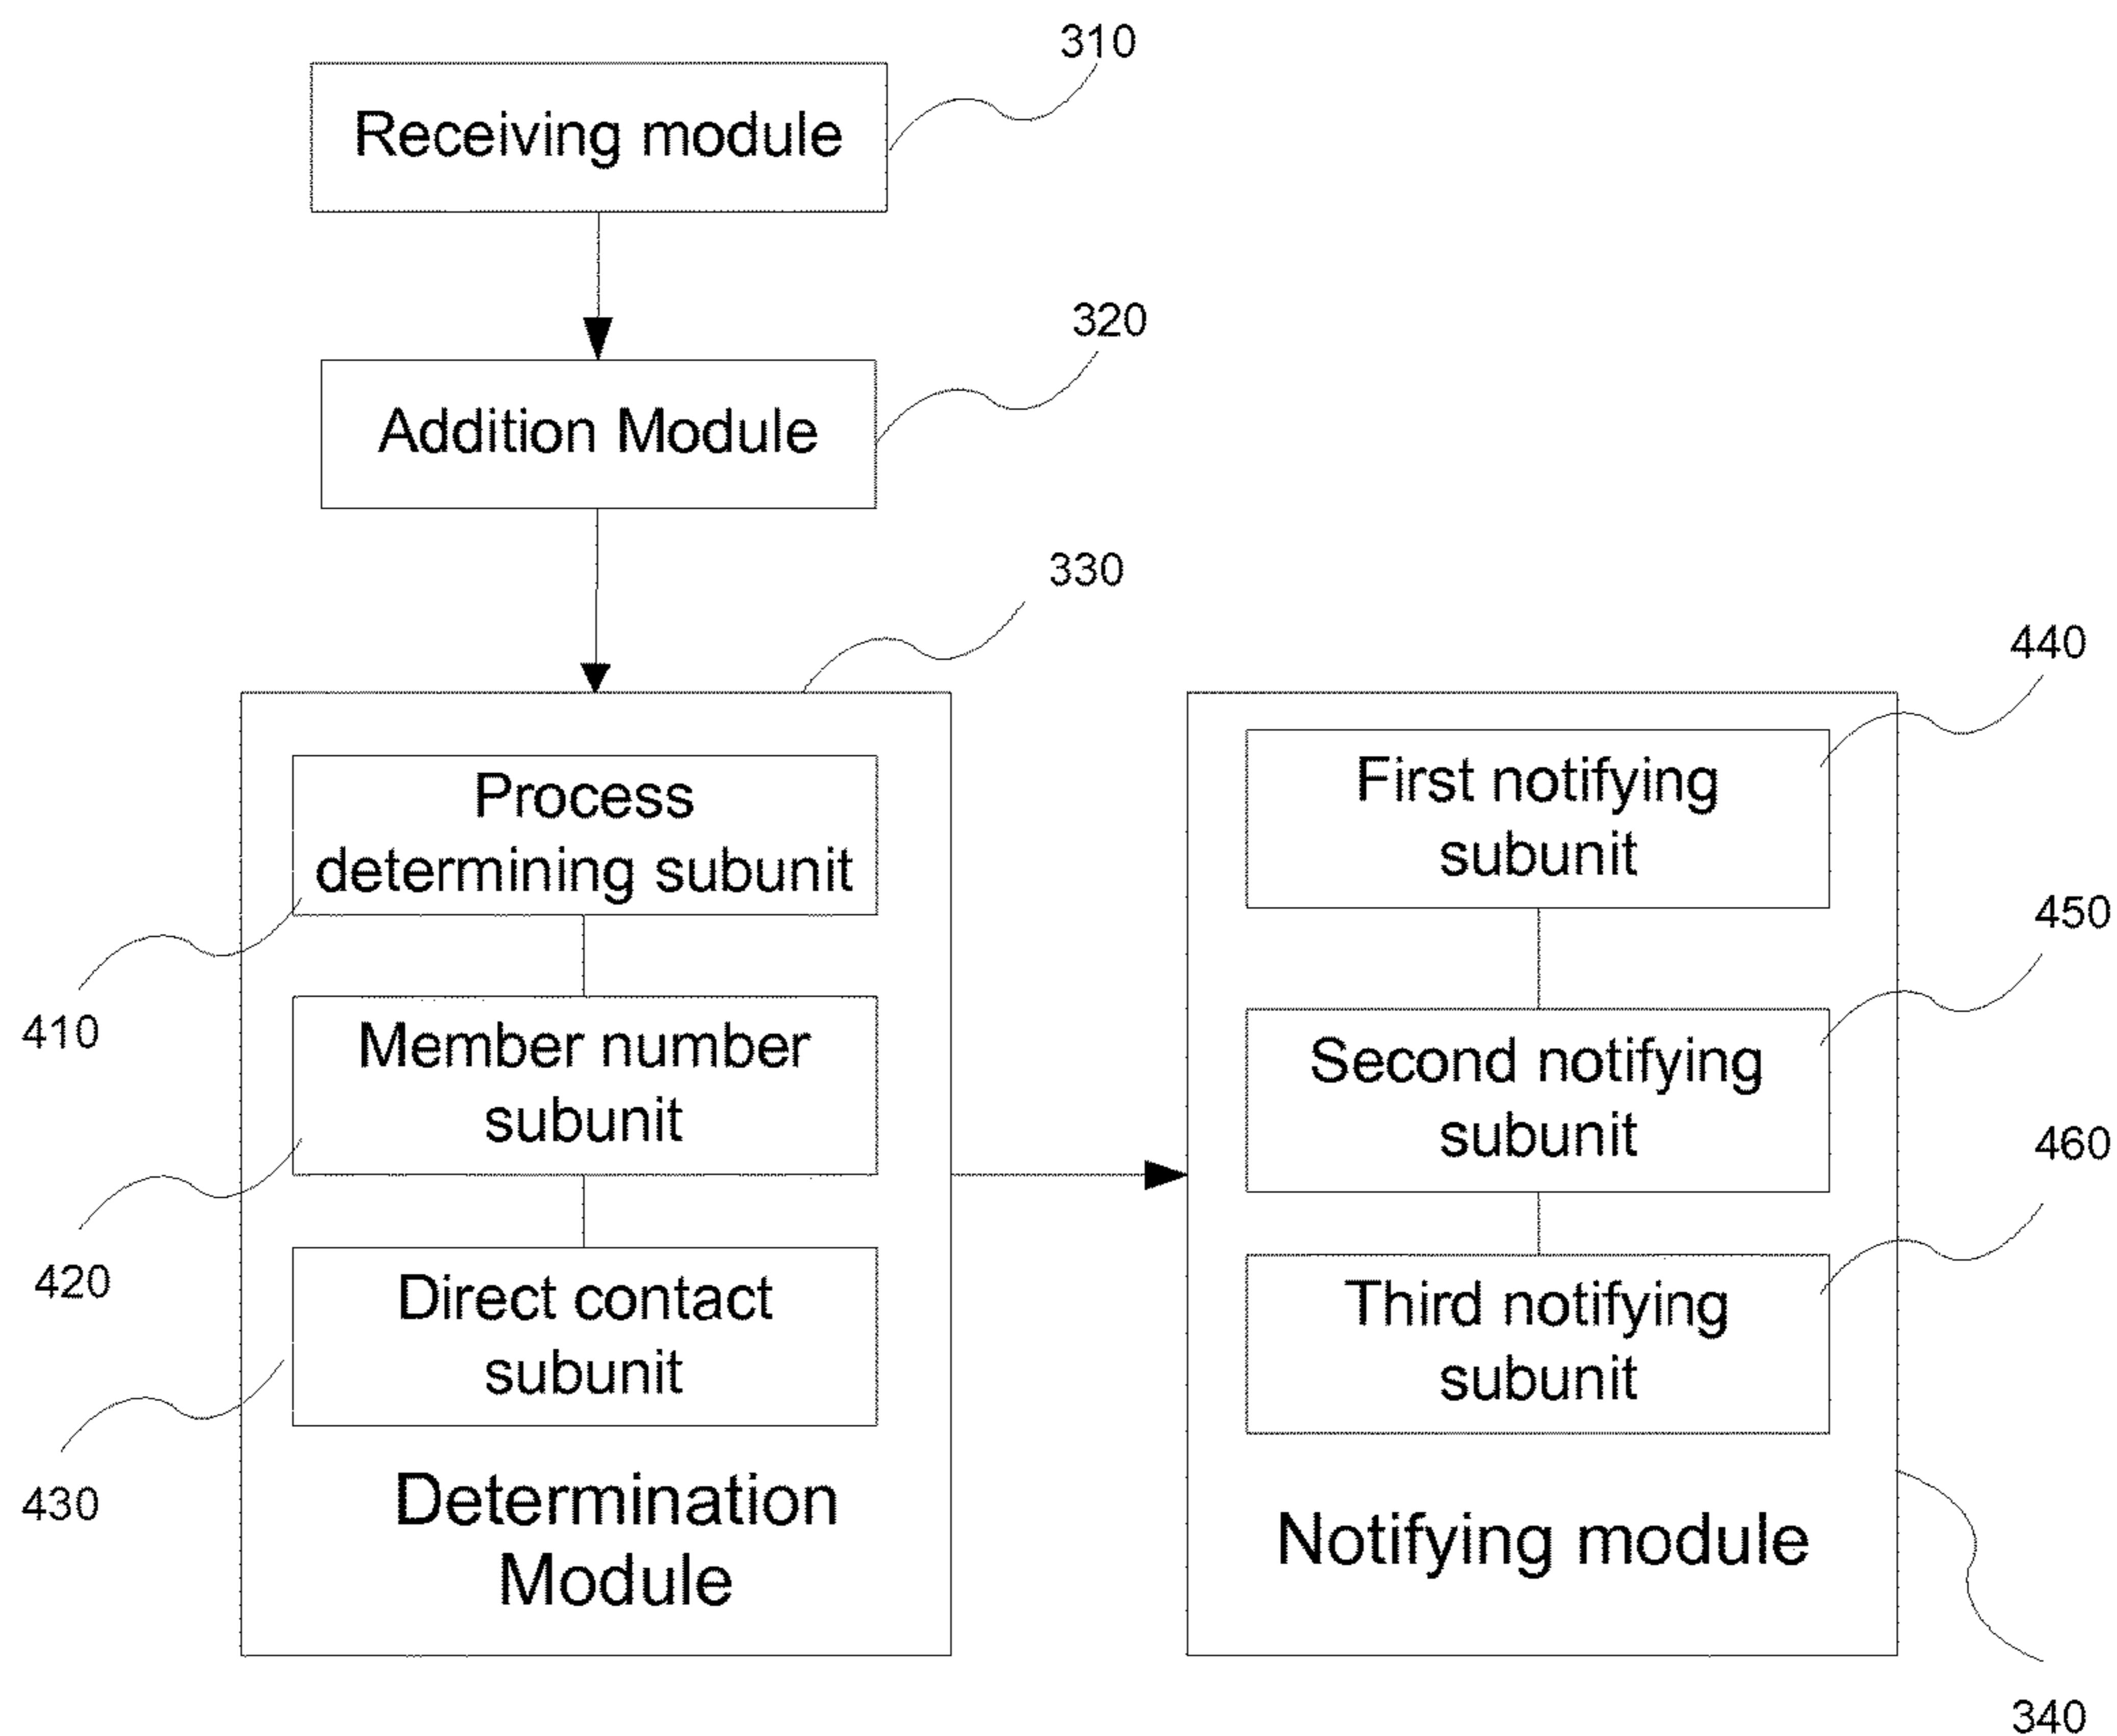 310
Receiving module
320
Addition Module
330
440
Process
determining subunit
First notifying
subunit
410
450
Member number
subunit
Second notifying
subunit
420
460
Direct contact
subunit
Third notifying
subunit
430
Determination
Module
Notifying module
340